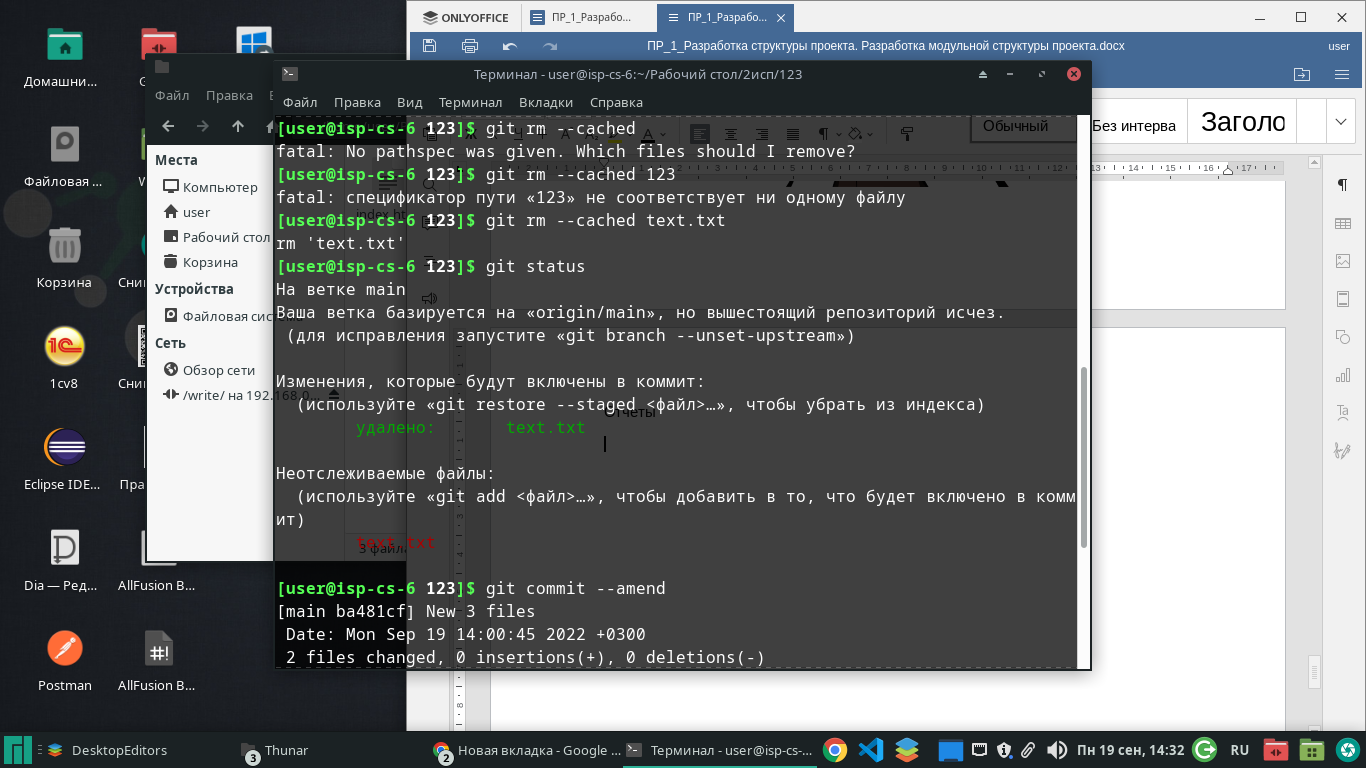 ONLYOFFICE
ПР_1_Разрабо...
ПР_1_Разрабо...
ПР_1_Разработка структуры проекта. Разработка модульной структуры проекта.docx
user
Домашни...
Терминал - user@isp-cs-6:~/Рабочий стол/2исп/123
Файл Правка
Файл Правка Вид Терминал Вкладки Справка
[user@isp-cs-6 123]$ git rm --cached
fatal: No pathspec was given. Which files should I remove?
[user@isp-cs-6 123]$ git rm --cached 123
fatal: спецификатор пути «123» не соответствует ни одному файлу
[user@isp-cs-6 123]$ git rm --cached text.txt
rm 'text.txt'
[user@isp-cs-6 123]$ git status
На ветке main
Ваша ветка базируется на «origin/main», но вышестоящий репозиторий исчез.
(для исправления запустите «git branch --unset-upstream»)
Изменения, которые будут включены в коммит:
(используйте «git restore --staged <файл>…», чтобы убрать из индекса)
удалено: text.txt
Неотслеживаемые файлы:
(используйте «git add <файл>…», чтобы добавить в то, что будет включено в комм
ит)
text.txt
[user@isp-cs-6 123]$ git commit --amend
[main ba481cf] New 3 files
Date: Mon Sep 19 14:00:45 2022 +0300
2 files changed, 0 insertions(+), 0 deletions(-)
Обычный
Без интерва
Заголо
13 14 15 16 17
Отчеты
Места
Компьютер
user
Рабочий стол
Корзина
Устройства
Файловая сис
Сеть
Обзор сети
/write/ на 192.168.0...
3 файла
Файловая ...
Корзина
1cv8
Eclipse IDE...
Dia — Ред...
AllFusion B...
Postman
AllFusion B...
DesktopEditors
3
Thunar
2
Новая вкладка - Google ...
Терминал - user@isp-cs-...
Пн 19 сен, 14:32
RU